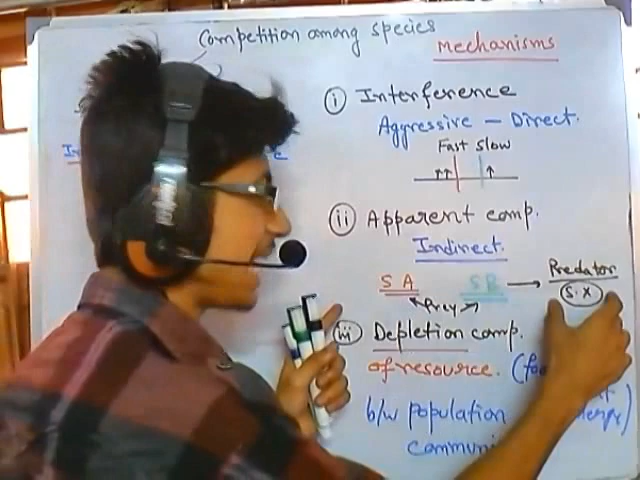 Competition among species
Mechanisms
i Interference
Aggressive - Direct.
Fast Slow
ii Apparent comp.
Indirect.
Predator
S A S B → S.X
Prey
iii Depletion comp.
of resource.
b/w population